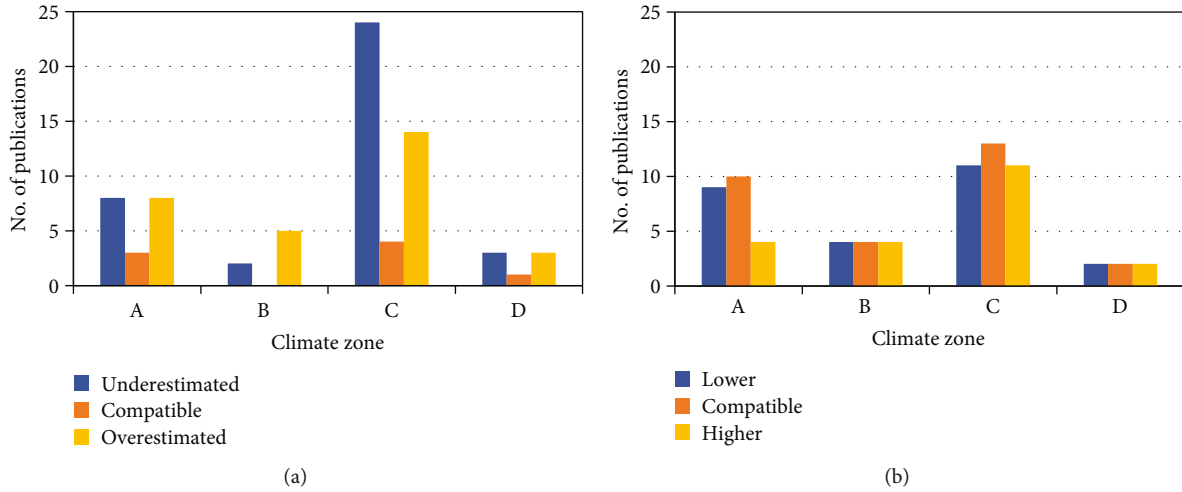 25
20
15
10
5
0
No. of publications
A B C D
Climate zone
Underestimated
Compatible
Overestimated
(a)
25
20
15
10
5
0
No. of publications
A B C D
Climate zone
Lower
Compatible
Higher
(b)